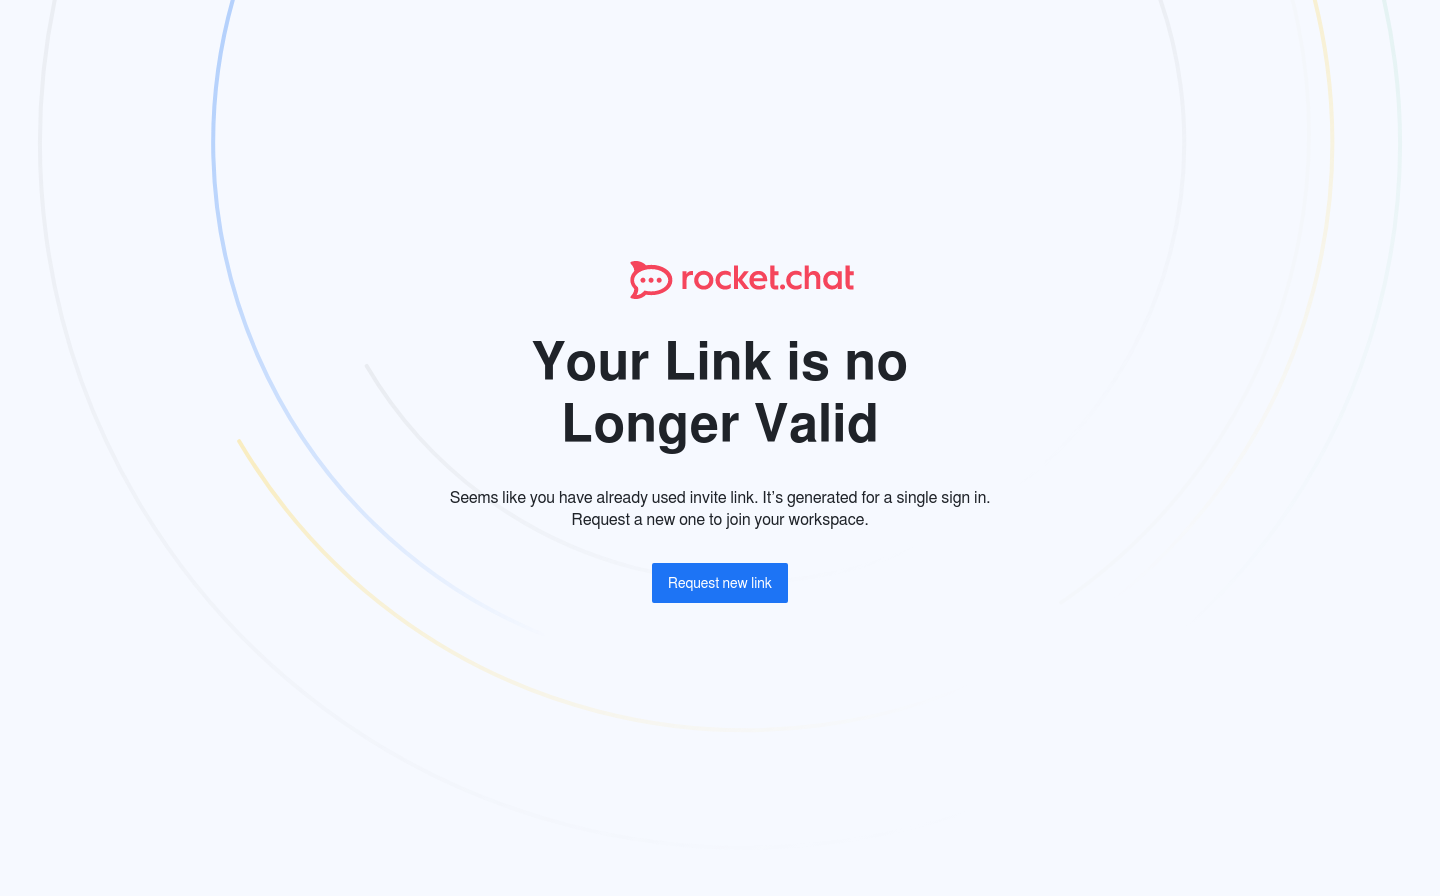 rocket.chat
Your Link is no
Longer Valid
Seems like you have already used invite link. It’s generated for a single sign in.
Request a new one to join your workspace.
Request new link